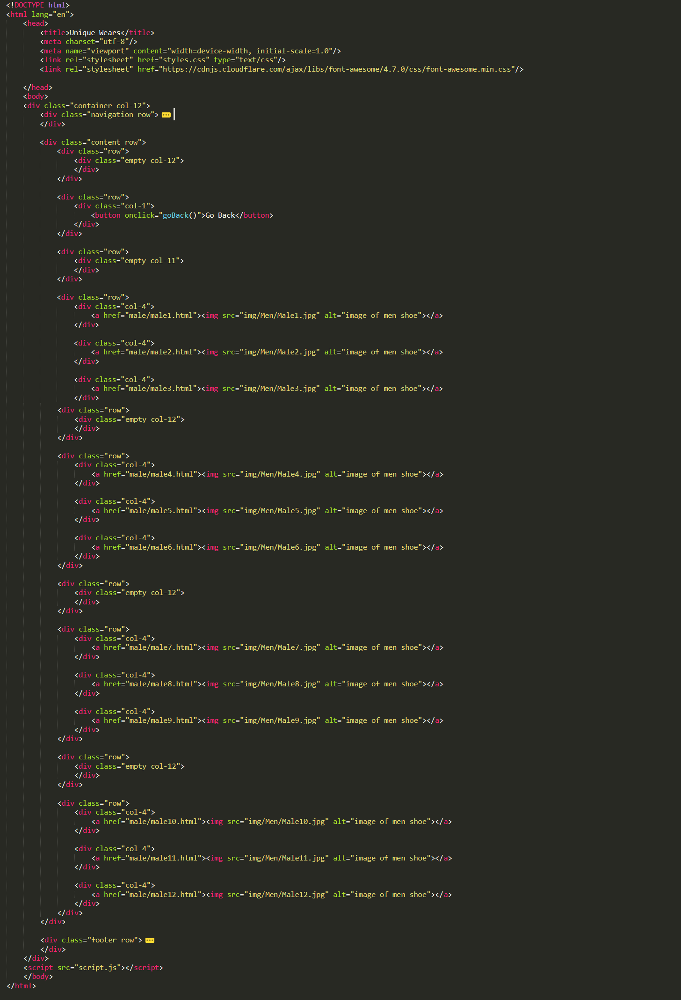 <!DOCTYPE html>
<html lang="en">
<head>
<title>Unique Wears</title>
<meta charset="utf-8"/>
<meta name="viewport" content="width=device-width, initial-scale=1.0"/>
<link rel="stylesheet" href="styles.css" type="text/css"/>
<link rel="stylesheet" href="https://cdnjs.cloudflare.com/ajax/libs/font-awesome/4.7.0/css/font-awesome.min.css"/>
</head>
<body>
<div class="container col-12">
<div class="navigation row">
</div>
<div class="content row">
<div class="row">
<div class="empty col-12">
</div>
</div>
<div class="row">
<div class="col-1">
<button onclick="goBack()">Go Back</button>
</div>
</div>
<div class="row">
<div class="empty col-11">
</div>
</div>
<div class="row">
<div class="col-4">
<a href="male/male1.html"><img src="img/Men/Male1.jpg" alt="image of men shoe"></a>
</div>
<div class="col-4">
<a href="male/male2.html"><img src="img/Men/Male2.jpg" alt="image of men shoe"></a>
</div>
<div class="col-4">
<a href="male/male3.html"><img src="img/Men/Male3.jpg" alt="image of men shoe"></a>
</div>
<div class="row">
<div class="empty col-12">
</div>
</div>
<div class="row">
<div class="col-4">
<a href="male/male4.html"><img src="img/Men/Male4.jpg" alt="image of men shoe"></a>
</div>
<div class="col-4">
<a href="male/male5.html"><img src="img/Men/Male5.jpg" alt="image of men shoe"></a>
</div>
<div class="col-4">
<a href="male/male6.html"><img src="img/Men/Male6.jpg" alt="image of men shoe"></a>
</div>
</div>
<div class="row">
<div class="empty col-12">
</div>
</div>
<div class="row">
<div class="col-4">
<a href="male/male7.html"><img src="img/Men/Male7.jpg" alt="image of men shoe"></a>
</div>
<div class="col-4">
<a href="male/male8.html"><img src="img/Men/Male8.jpg" alt="image of men shoe"></a>
</div>
<div class="col-4">
<a href="male/male9.html"><img src="img/Men/Male9.jpg" alt="image of men shoe"></a>
</div>
</div>
<div class="row">
<div class="empty col-12">
</div>
</div>
<div class="row">
<div class="col-4">
<a href="male/male10.html"><img src="img/Men/Male10.jpg" alt="image of men shoe"></a>
</div>
<div class="col-4">
<a href="male/male11.html"><img src="img/Men/Male11.jpg" alt="image of men shoe"></a>
</div>
<div class="col-4">
<a href="male/male12.html"><img src="img/Men/Male12.jpg" alt="image of men shoe"></a>
</div>
</div>
</div>
<div class="footer row">
</div>
</div>
<script src="script.js"></script>
</body>
</html>